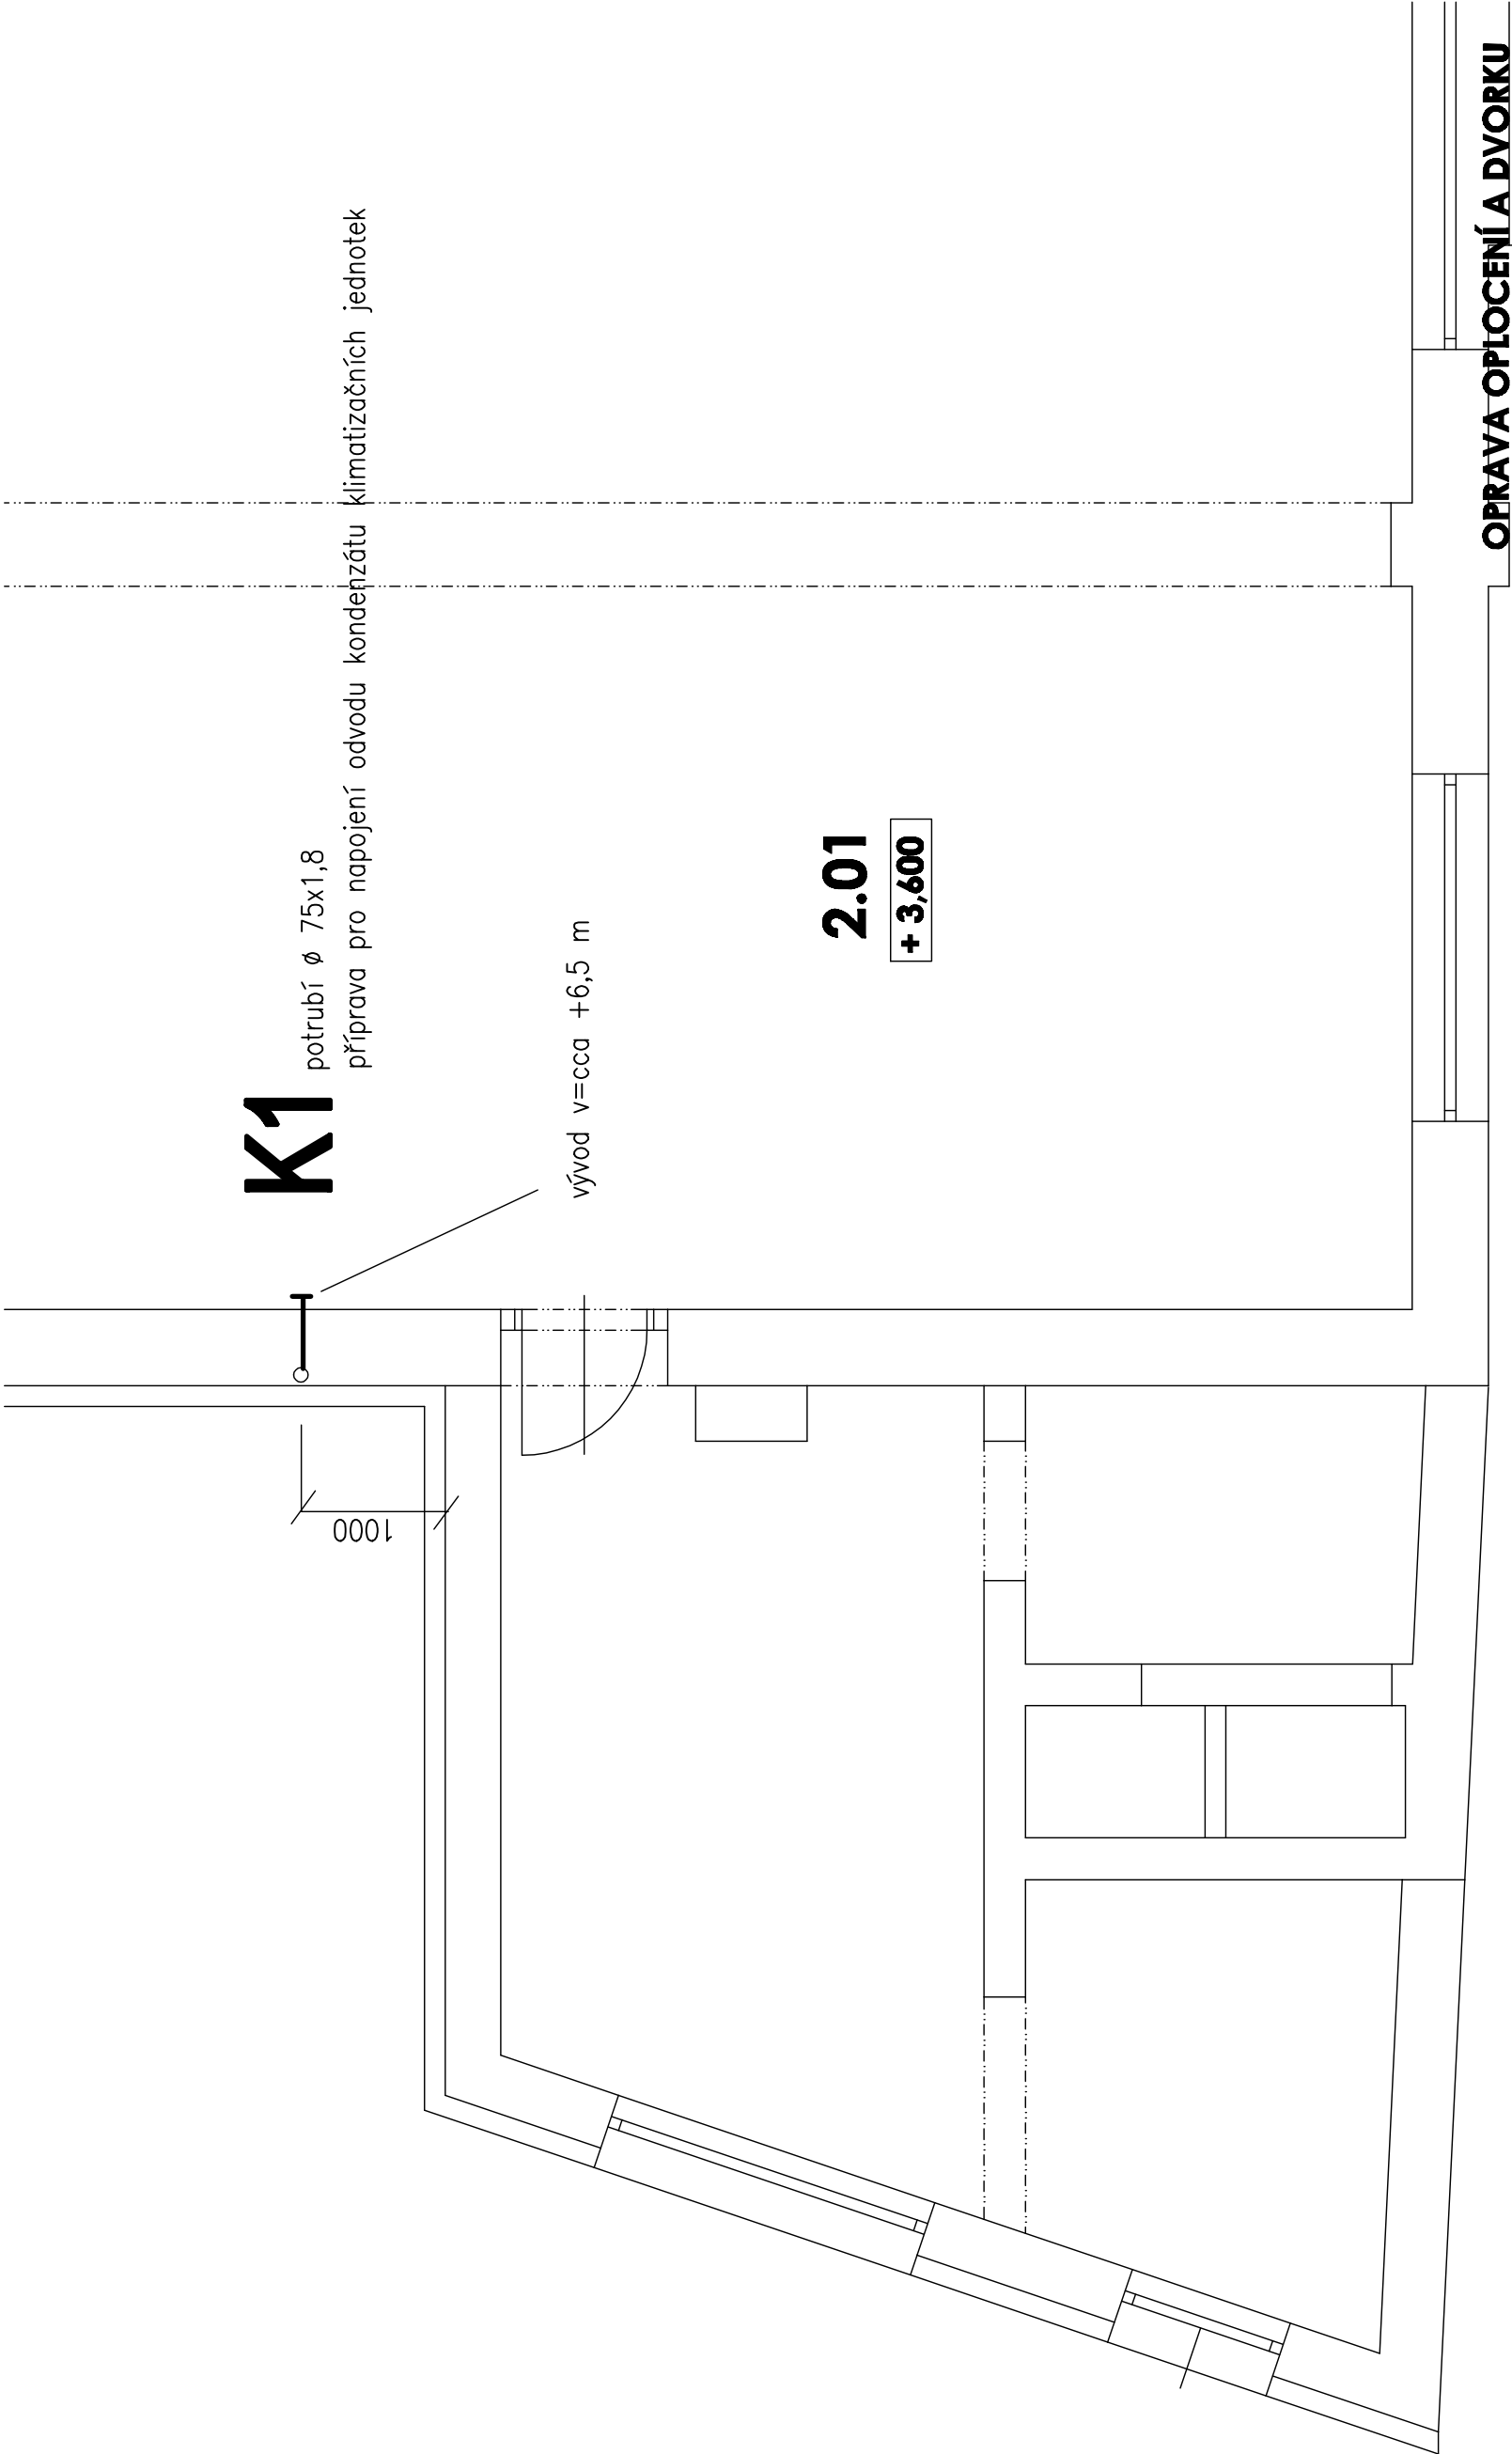 K1
potrubí ø 75x1,8
příprava pro napojení odvodu kondenzátu klimatizačních jednotek
vývod v=cca +6,5 m
2.01
+ 3,600
1000
OPRAVA OPLOCENÍ A DVORKU